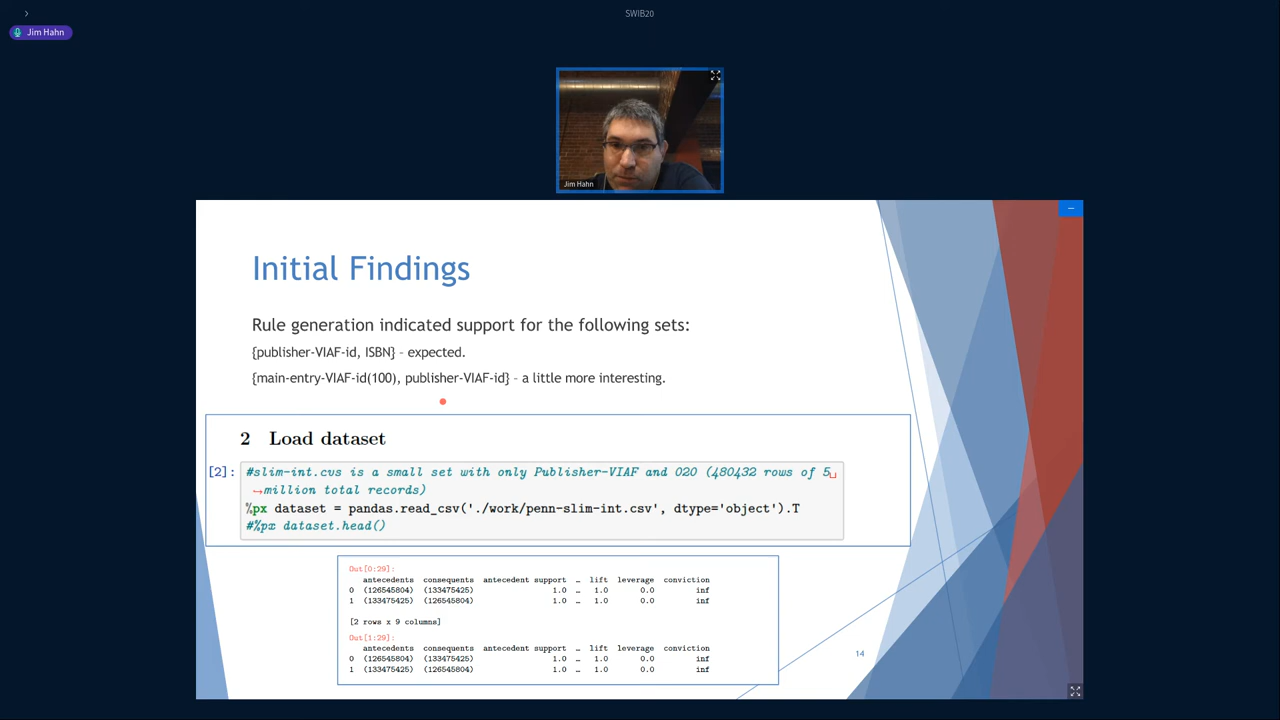 SWIB20
Jim Hahn
Jim Hahn
Initial Findings
Rule generation indicated support for the following sets:
{publisher-VIAF-id, ISBN} – expected.
{main-entry-VIAF-id(100), publisher-VIAF-id} – a little more interesting.
2 Load dataset
[2]: #slim-int.cvs is a small set with only Publisher-VIAF and 020 (480432 rows of 5␣
↪million total records)
%px dataset = pandas.read_csv('./work/penn-slim-int.csv', dtype='object').T
#%px dataset.head()
Out[0:29]:
antecedents consequents antecedent support … lift leverage conviction
0 (126545804) (133475425) 1.0 … 1.0 0.0 inf
1 (133475425) (126545804) 1.0 … 1.0 0.0 inf
[2 rows x 9 columns]
Out[1:29]:
antecedents consequents antecedent support … lift leverage conviction
0 (126545804) (133475425) 1.0 … 1.0 0.0 inf
1 (133475425) (126545804) 1.0 … 1.0 0.0 inf
14